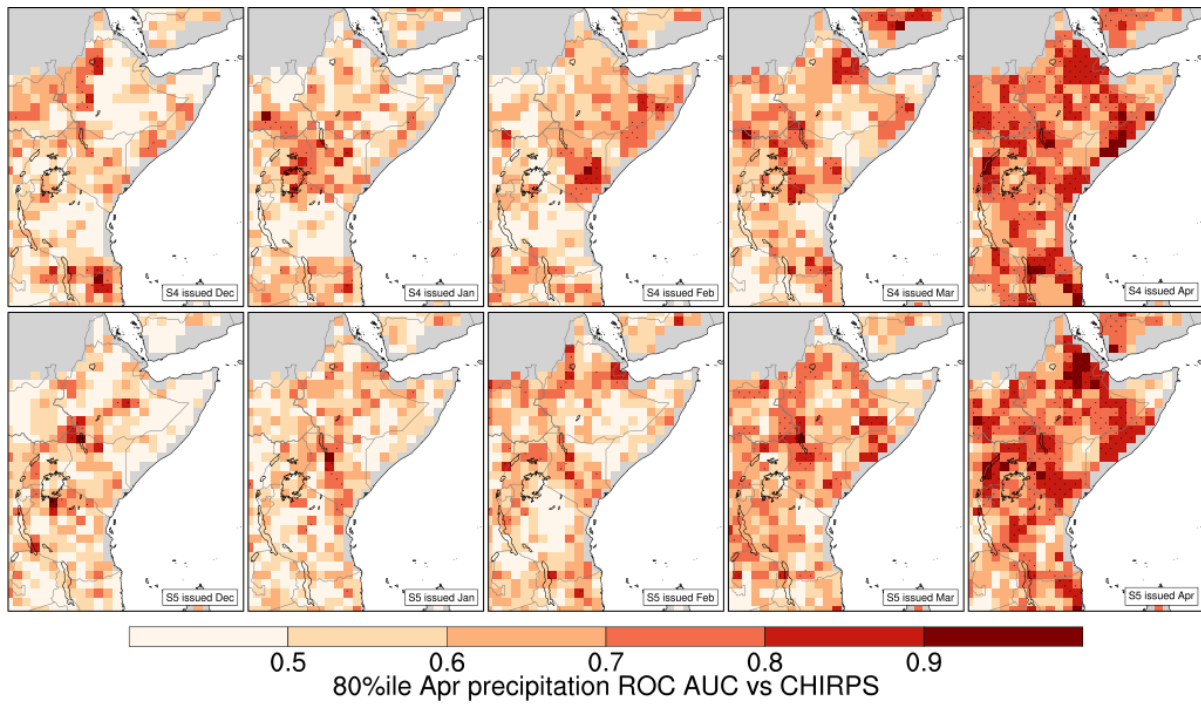 S4 issued Dec
S4 issued Jan
S4 issued Feb
S4 issued Mar
S4 issued Apr
S5 issued Dec
S5 issued Jan
S5 issued Feb
S5 issued Mar
S5 issued Apr
0.5 0.6 0.7 0.8 0.9
80%ile Apr precipitation ROC AUC vs CHIRPS